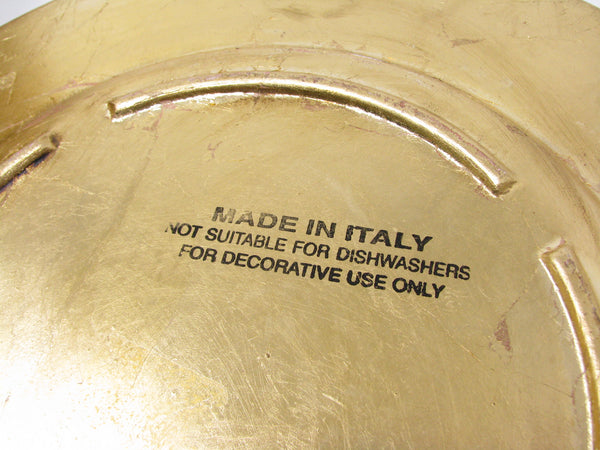 MADE IN ITALY
NOT SUITABLE FOR DISHWASHERS
FOR DECORATIVE USE ONLY